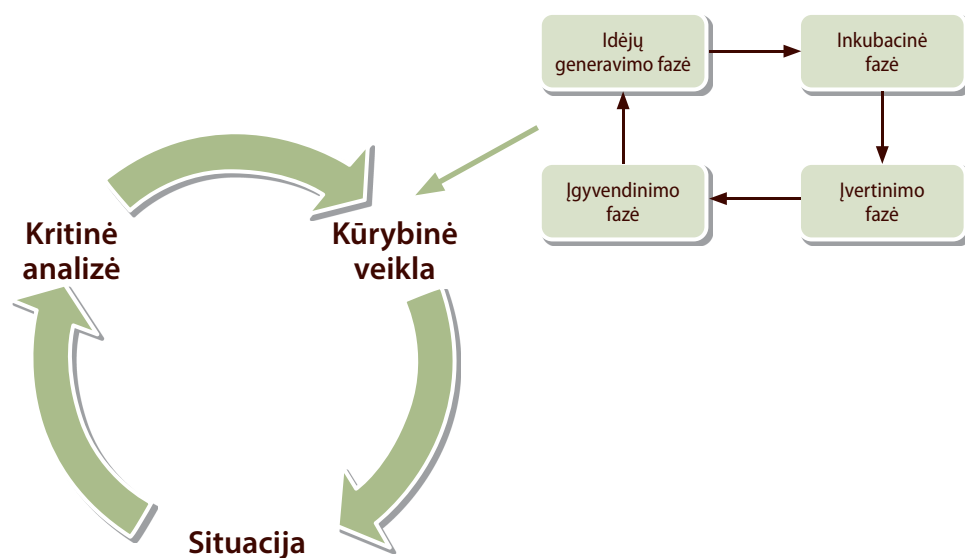 Idėjų
generavimo fazė
Inkubacinė
fazė
Įgyvendinimo
fazė
Įvertinimo
fazė
Kritinė
analizė
Kūrybinė
veikla
Situacija